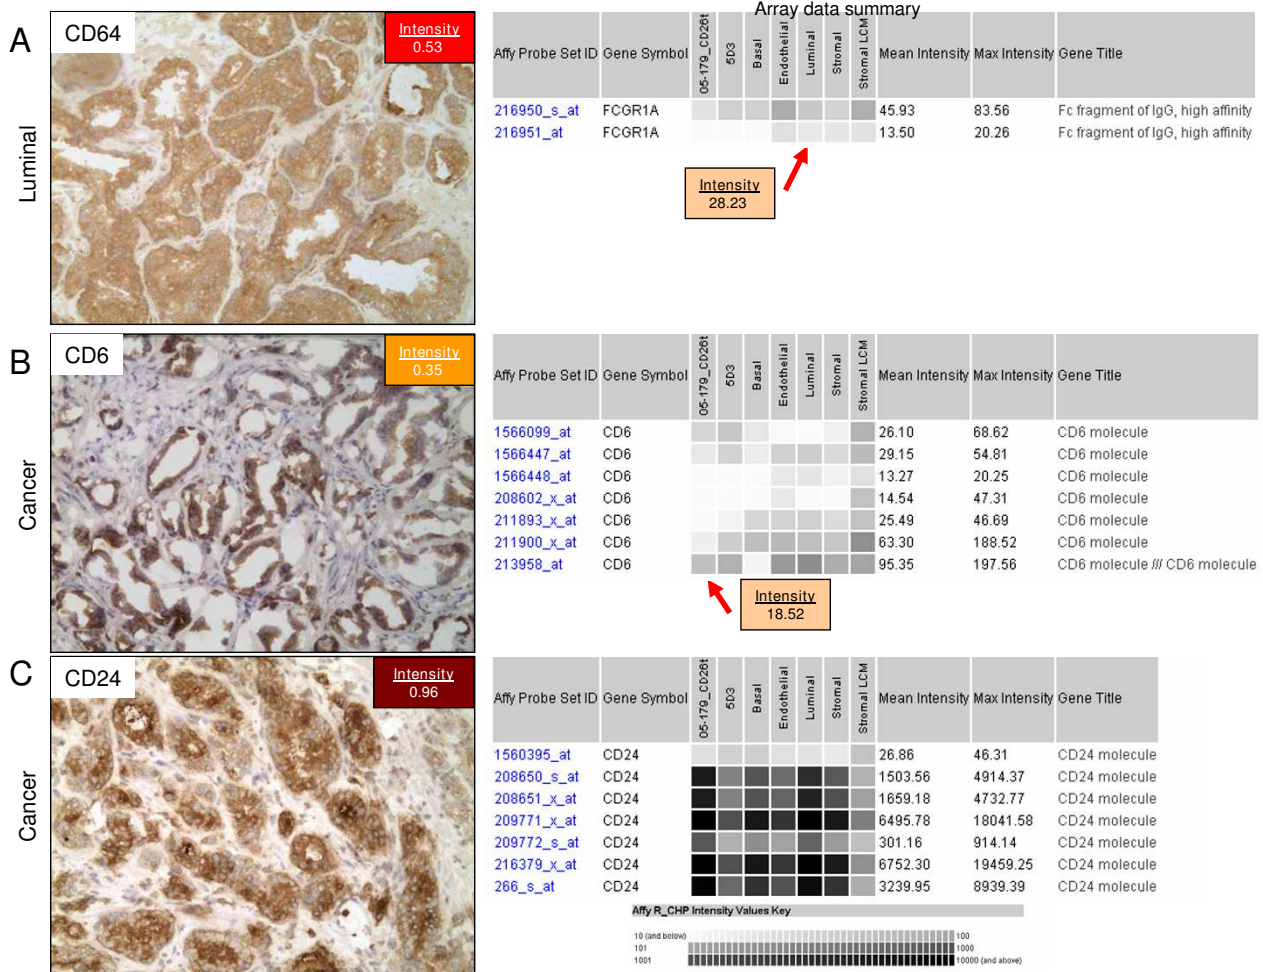 Array data summary
A
CD64
Intensity
0.53
Luminal
Affy Probe Set ID Gene Symbol 05-179_CD26t 5D3 Basal Endothelial Luminal Stromal Stromal LCM Mean Intensity Max Intensity Gene Title
216950_s_at FCGR1A 45.93 83.56 Fc fragment of IgG, high affinity
216951_at FCGR1A 13.50 20.26 Fc fragment of IgG, high affinity
Intensity
28.23
B
CD6
Intensity
0.35
Cancer
Affy Probe Set ID Gene Symbol 05-179_CD26t 5D3 Basal Endothelial Luminal Stromal Stromal LCM Mean Intensity Max Intensity Gene Title
1566099_at CD6 26.10 68.62 CD6 molecule
1566447_at CD6 29.15 54.81 CD6 molecule
1566448_at CD6 13.27 20.25 CD6 molecule
208602_x_at CD6 14.54 47.31 CD6 molecule
211893_x_at CD6 25.49 46.69 CD6 molecule
211900_x_at CD6 63.30 188.52 CD6 molecule
213958_at CD6 95.35 197.56 CD6 molecule /// CD6 molecule
Intensity
18.52
C
CD24
Intensity
0.96
Cancer
Affy Probe Set ID Gene Symbol 05-179_CD26t 5D3 Basal Endothelial Luminal Stromal Stromal LCM Mean Intensity Max Intensity Gene Title
1560395_at CD24 26.86 46.31 CD24 molecule
208650_s_at CD24 1503.56 4914.37 CD24 molecule
208651_x_at CD24 1659.18 4732.77 CD24 molecule
209771_x_at CD24 6495.78 18041.58 CD24 molecule
209772_s_at CD24 301.16 914.14 CD24 molecule
216379_x_at CD24 6752.30 19459.25 CD24 molecule
266_s_at CD24 3239.95 8939.39 CD24 molecule
Affy R_CHP Intensity Values Key
10 (and below) 100
101 1000
1001 10000 (and above)